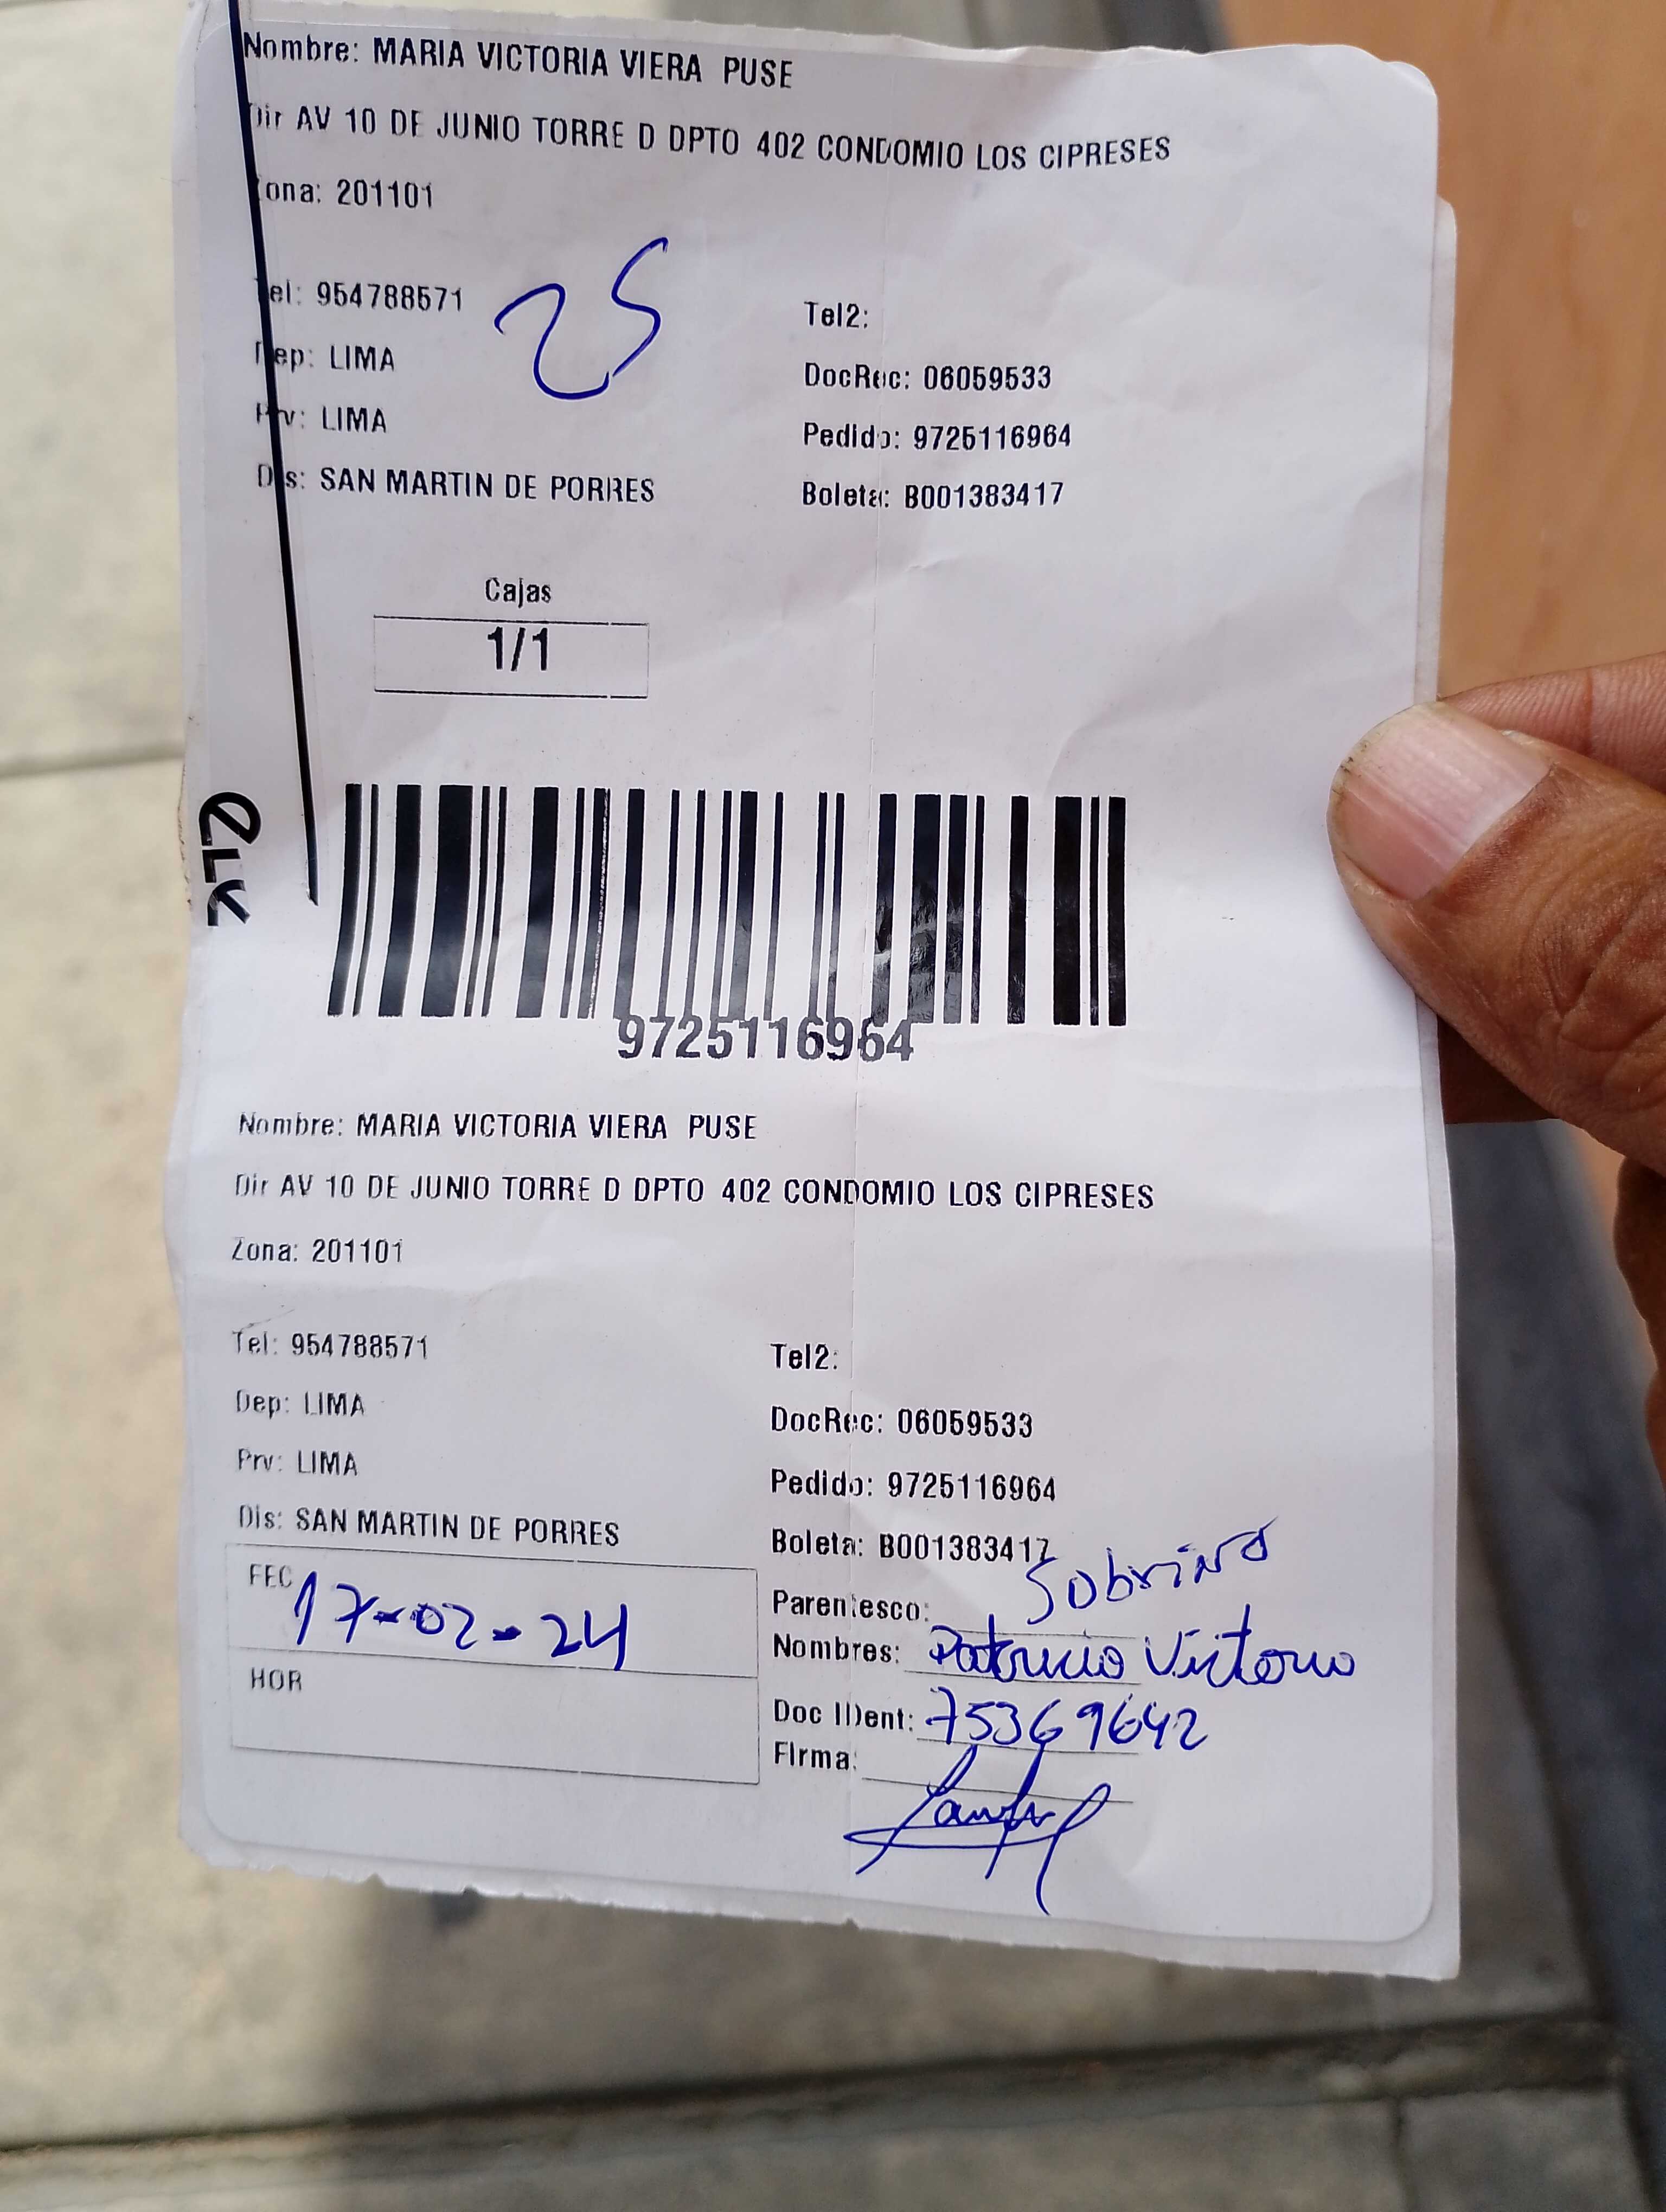 Nombre: MARIA VICTORIA VIERA PUSE
Dir AV 10 DE JUNIO TORRE D DPTO 402 CONDOMIO LOS CIPRESES
Zona: 201101
25
Tel: 954788571 Tel2:
Dep: LIMA DocRec: 06059533
Prv: LIMA Pedido: 9725116964
Dis: SAN MARTIN DE PORRES Boleta: B001383417
Cajas
1/1
9725116964
Nombre: MARIA VICTORIA VIERA PUSE
Dir AV 10 DE JUNIO TORRE D DPTO 402 CONDOMIO LOS CIPRESES
Zona: 201101
Tel: 954788571 Tel2:
Dep: LIMA DocRec: 06059533
Prv: LIMA Pedido: 9725116964
Dis: SAN MARTIN DE PORRES Boleta: B001383417
FEC 17-02-24
HOR
Parentesco: Sobrino
Nombres: Patricio Victorio
Doc IDent: 75369642
Firma: